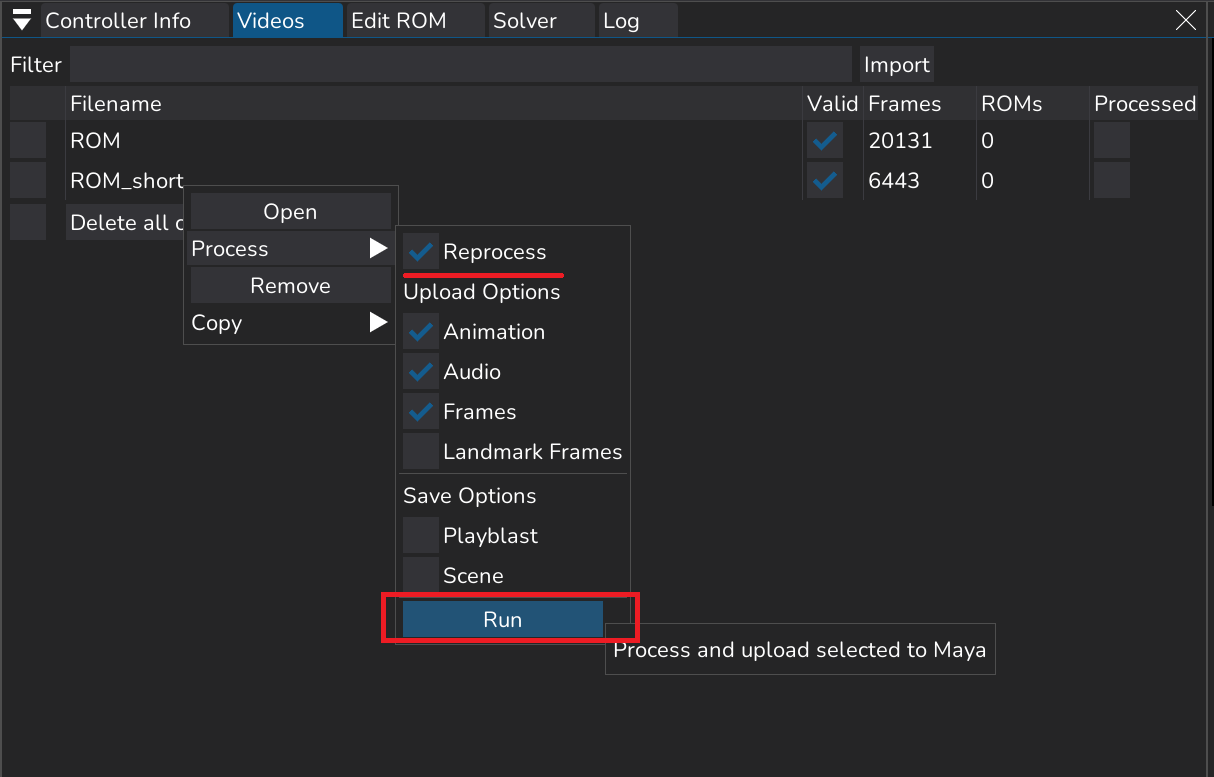 Controller Info Videos Edit ROM Solver Log
Filter Import
Filename Valid Frames ROMs Processed
ROM 20131 0
ROM_short 6443 0
Delete all
Open
Process
Remove
Copy
Reprocess
Upload Options
Animation
Audio
Frames
Landmark Frames
Save Options
Playblast
Scene
Run
Process and upload selected to Maya